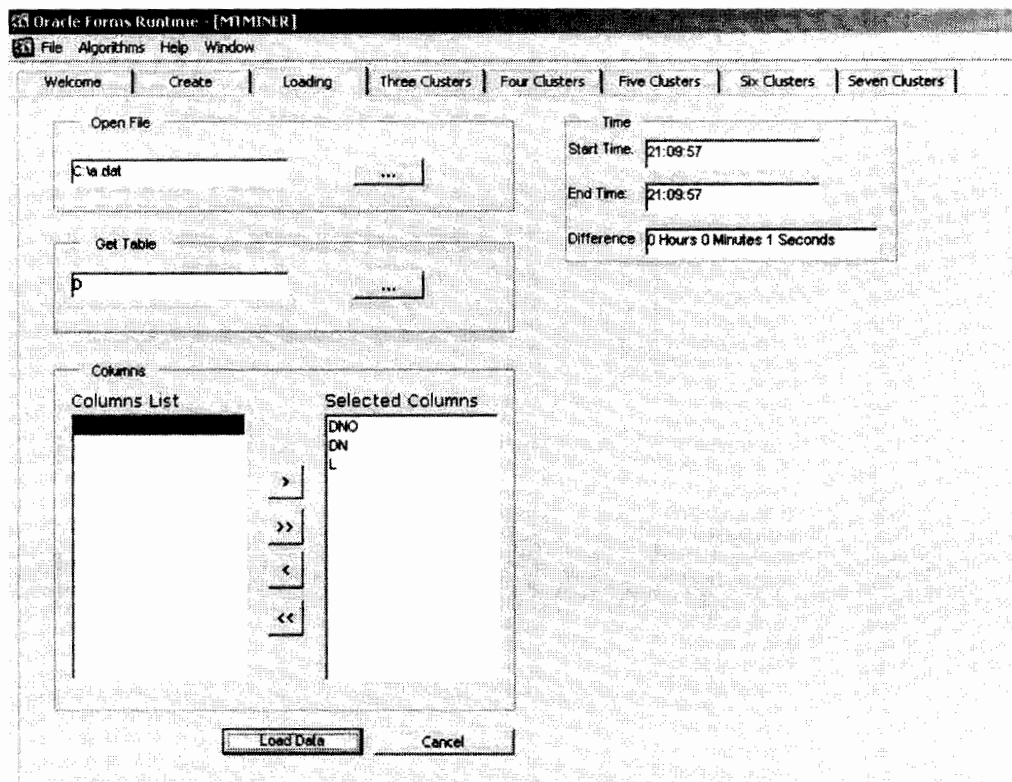 Oracle Forms Runtime - [MTMINER]
File Algorithms Help Window
Welcome Create Loading Three Clusters Four Clusters Five Clusters Six Clusters Seven Clusters
Open File
C:\a.dat
...
Get Table
D
...
Time
Start Time: 21:09:57
End Time: 21:09:57
Difference 0 Hours 0 Minutes 1 Seconds
Columns
Columns List
Selected Columns
DNO
DN
L
>
>>
<
<<
Load Data Cancel